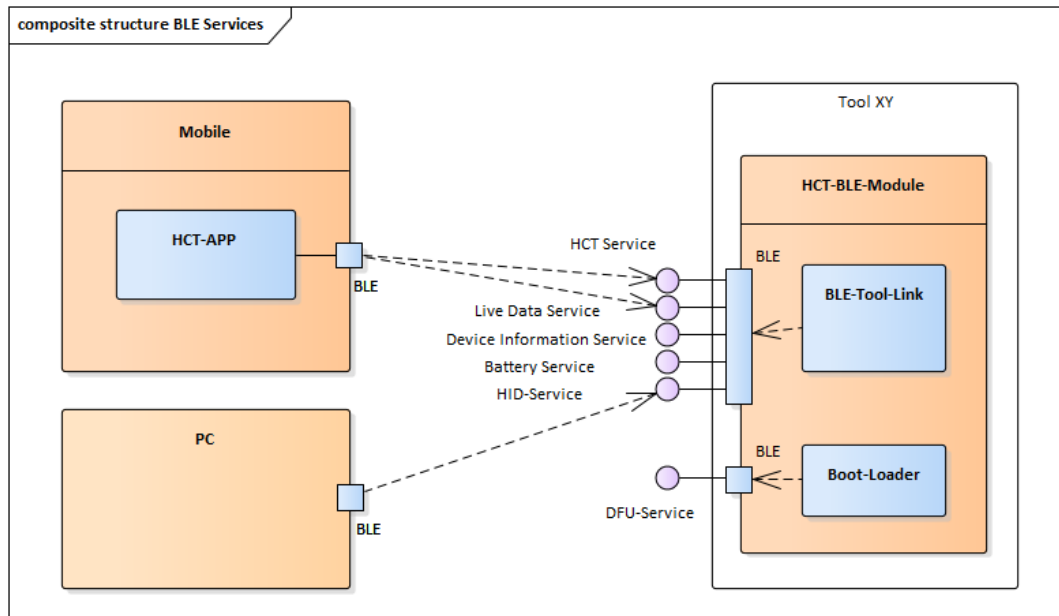 composite structure BLE Services
Tool XY
Mobile
HCT-BLE-Module
HCT-APP
HCT Service
BLE
BLE
BLE-Tool-Link
Live Data Service
Device Information Service
Battery Service
HID-Service
PC
BLE
Boot-Loader
DFU-Service
BLE